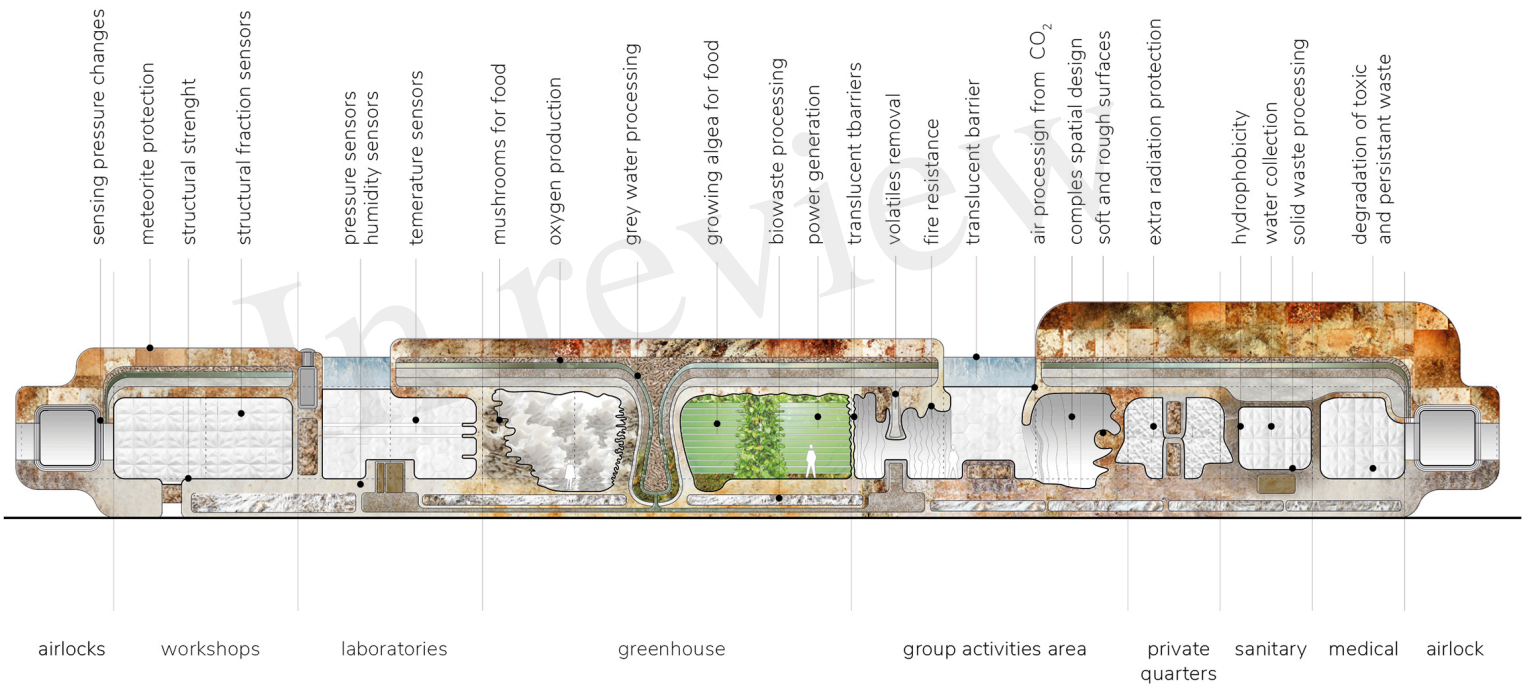 sensing pressure changes
meteorite protection
structural strenght
structural fraction sensors
pressure sensors
humidity sensors
temerature sensors
mushrooms for food
oxygen production
grey water processing
growing algea for food
biowaste processing
power generation
translucent tbarriers
volatiles removal
fire resistance
translucent barrier
air processign from CO₂
comples spatial design
soft and rough surfaces
extra radiation protection
hydrophobicity
water collection
solid waste processing
degradation of toxic
and persistant waste
In review
airlocks
workshops
laboratories
greenhouse
group activities area
private
quarters
sanitary
medical
airlock